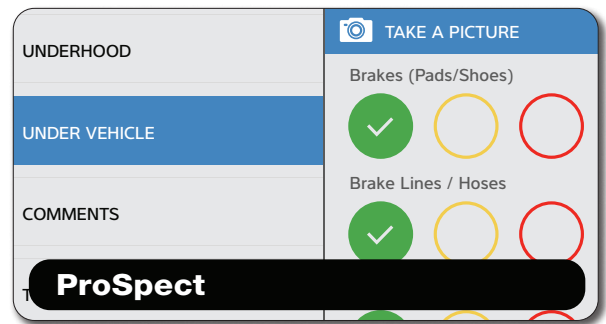 UNDERHOOD
UNDER VEHICLE
COMMENTS
TAKE A PICTURE
Brakes (Pads/Shoes)
Brake Lines / Hoses
ProSpect